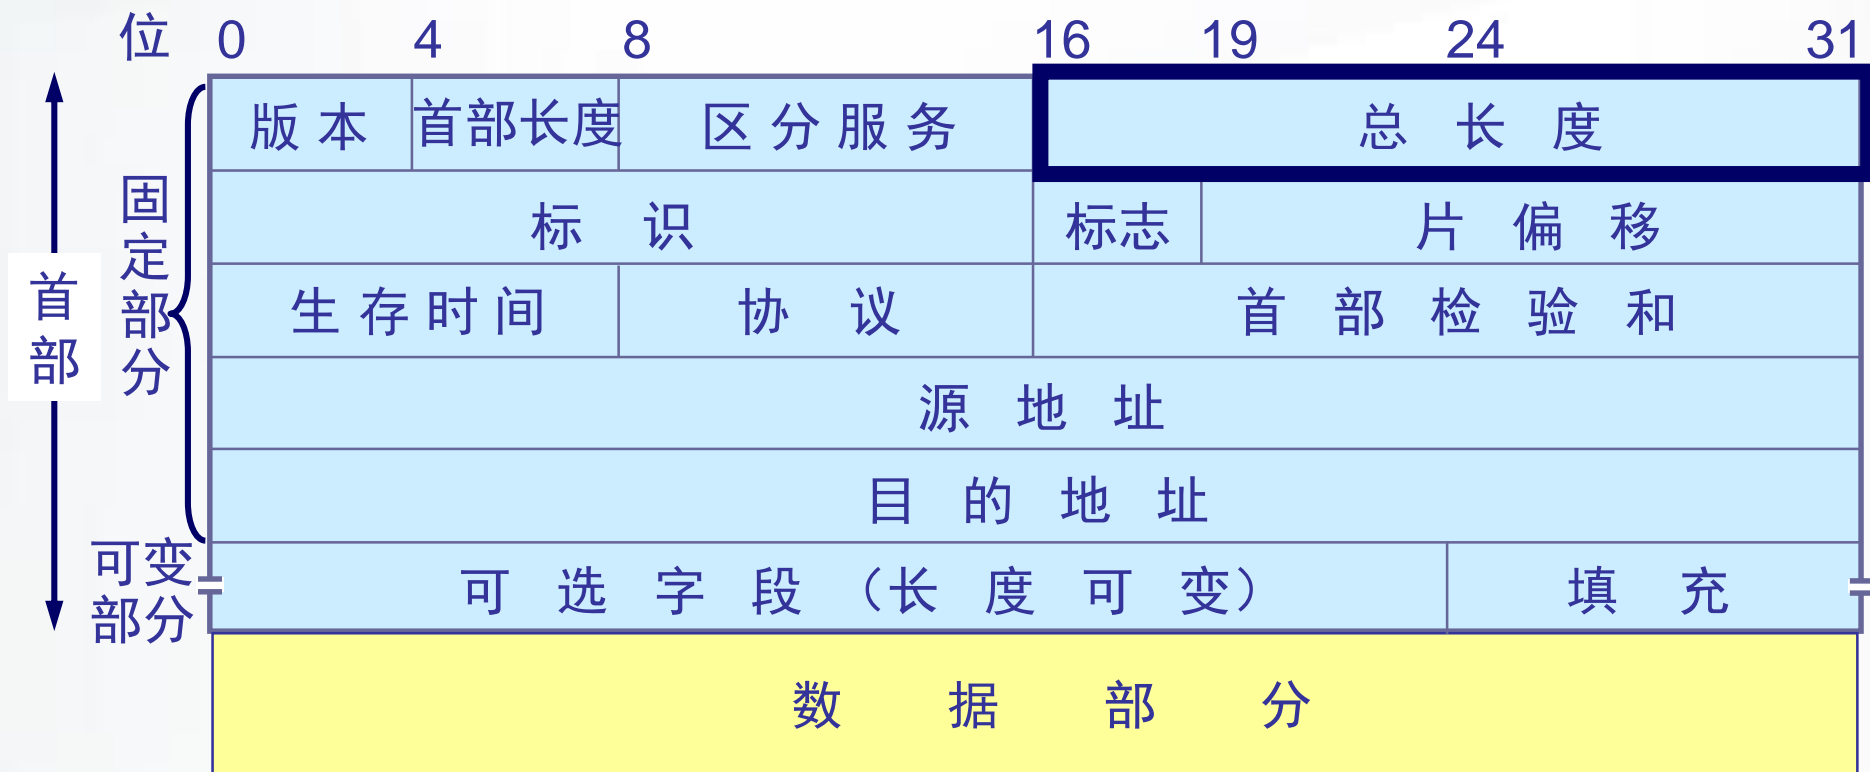 位 0 4 8 16 19 24 31
版本 首部长度 区分服务 总长度
标识 标志 片偏移
生存时间 协议 首部检验和
源地址
目的地址
可选字段（长度可变） 填充
数据部分
首部
固定部分
可变
部分